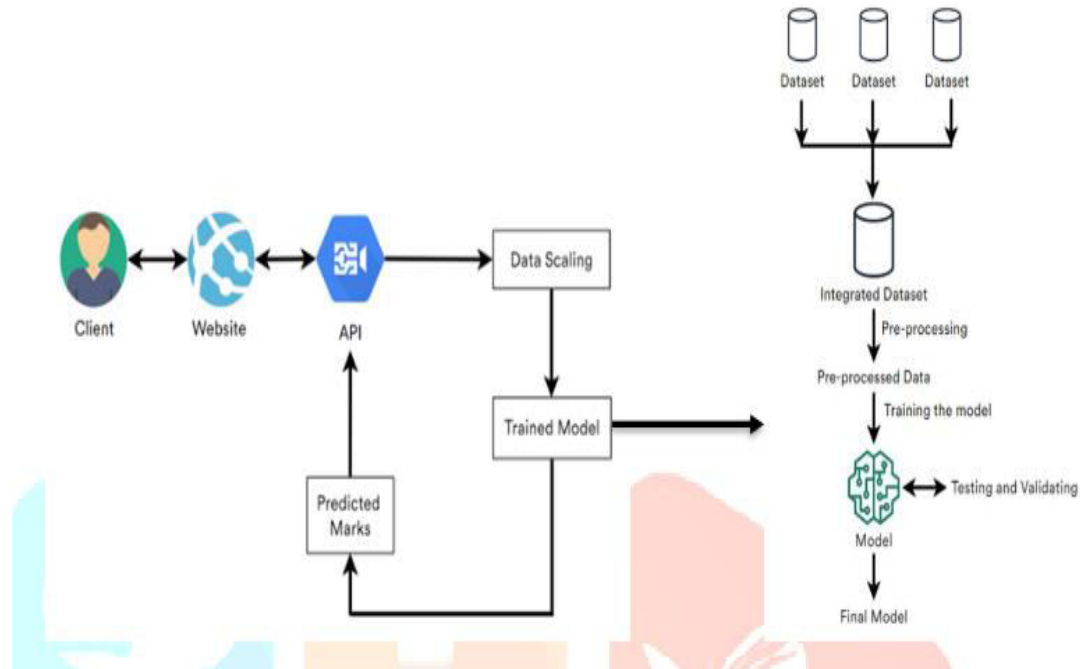 Dataset Dataset Dataset
Client
Website
API
Data Scaling
Trained Model
Predicted
Marks
Integrated Dataset
Pre-processing
Pre-processed Data
Training the model
Testing and Validating
Model
Final Model